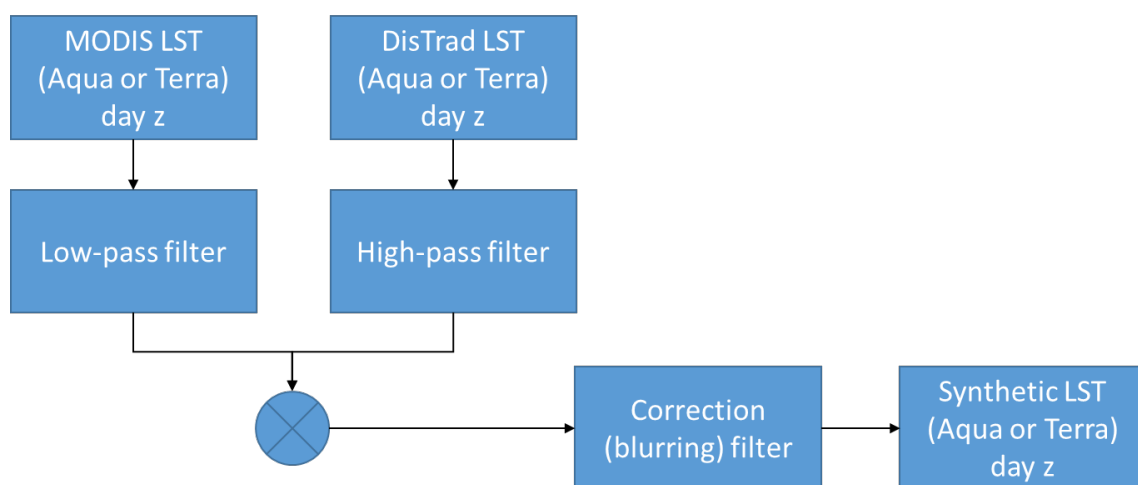 MODIS LST
(Aqua or Terra)
day z
DisTrad LST
(Aqua or Terra)
day z
Low-pass filter
High-pass filter
Correction
(blurring) filter
Synthetic LST
(Aqua or Terra)
day z